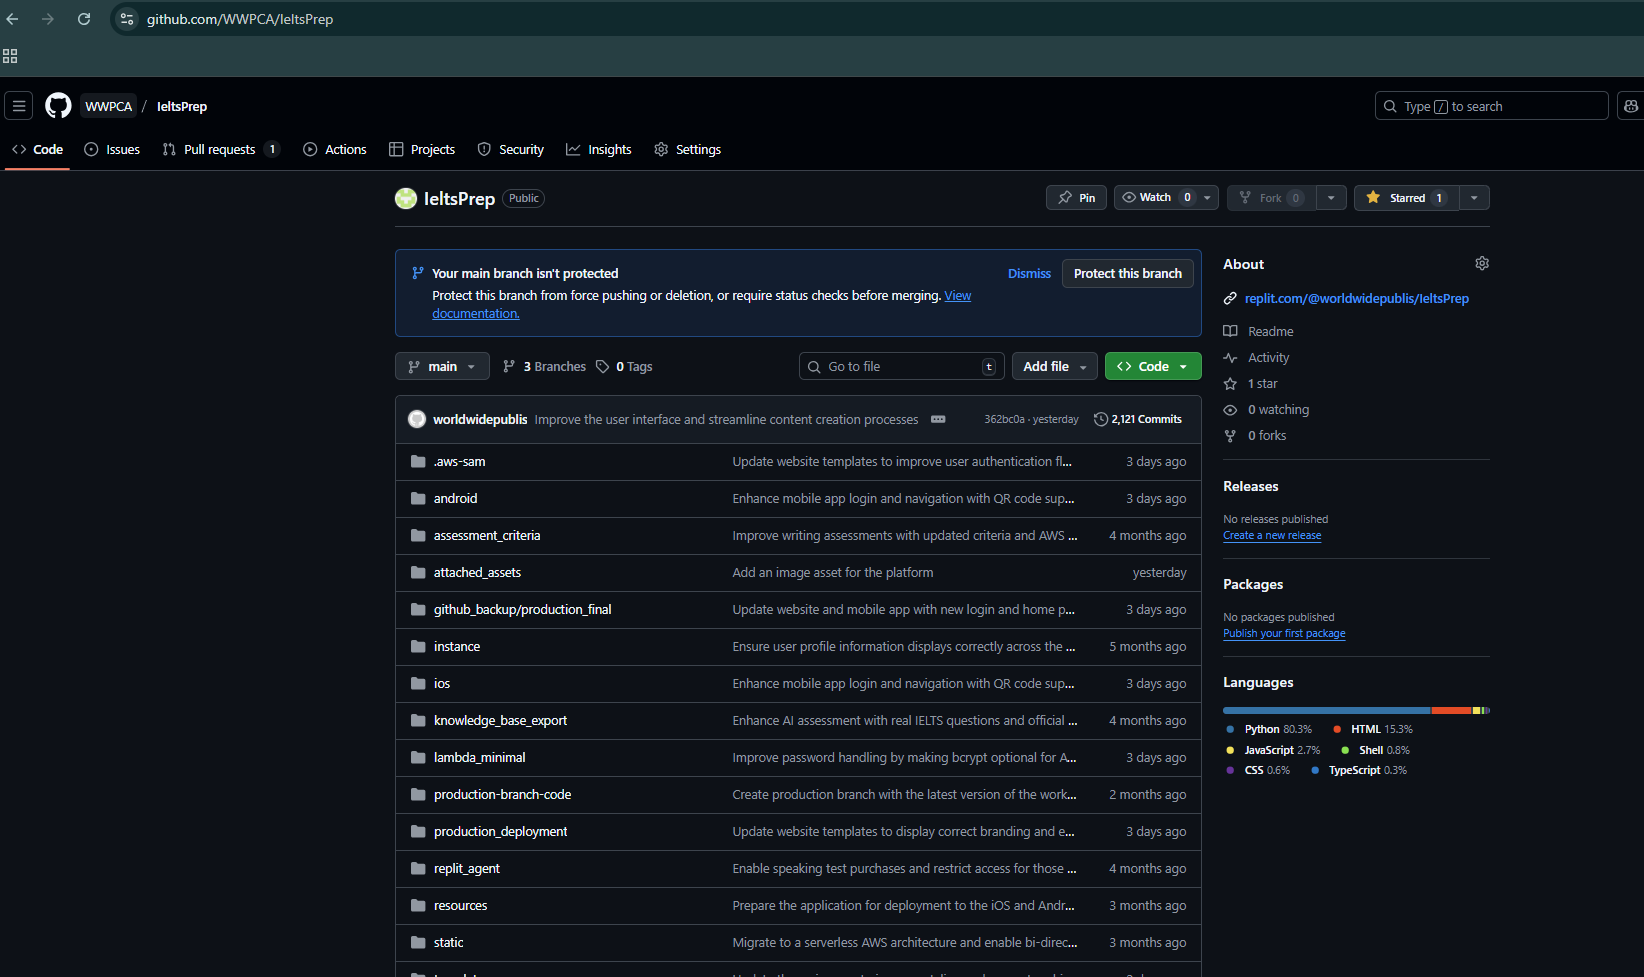 github.com/WWPCA/IeltsPrep
WWPCA / IeltsPrep
Type / to search
Code Issues Pull requests 1 Actions Projects Security Insights Settings
IeltsPrep Public
Pin Watch 0 Fork 0 Starred 1
Your main branch isn't protected
Protect this branch from force pushing or deletion, or require status checks before merging. View
documentation.
Dismiss Protect this branch
main 3 Branches 0 Tags Go to file t Add file Code
worldwidepublis Improve the user interface and streamline content creation processes 362bc0a · yesterday 2,121 Commits
.aws-sam Update website templates to improve user authentication fl... 3 days ago
android Enhance mobile app login and navigation with QR code sup... 3 days ago
assessment_criteria Improve writing assessments with updated criteria and AWS ... 4 months ago
attached_assets Add an image asset for the platform yesterday
github_backup/production_final Update website and mobile app with new login and home p... 3 days ago
instance Ensure user profile information displays correctly across the ... 5 months ago
ios Enhance mobile app login and navigation with QR code sup... 3 days ago
knowledge_base_export Enhance AI assessment with real IELTS questions and official ... 4 months ago
lambda_minimal Improve password handling by making bcrypt optional for A... 3 days ago
production-branch-code Create production branch with the latest version of the work... 2 months ago
production_deployment Update website templates to display correct branding and e... 3 days ago
replit_agent Enable speaking test purchases and restrict access for those ... 4 months ago
resources Prepare the application for deployment to the iOS and Andr... 3 months ago
static Migrate to a serverless AWS architecture and enable bi-direc... 3 months ago
About
replit.com/@worldwidepublis/IeltsPrep
Readme
Activity
1 star
0 watching
0 forks
Releases
No releases published
Create a new release
Packages
No packages published
Publish your first package
Languages
Python 80.3% HTML 15.3%
JavaScript 2.7% Shell 0.8%
CSS 0.6% TypeScript 0.3%